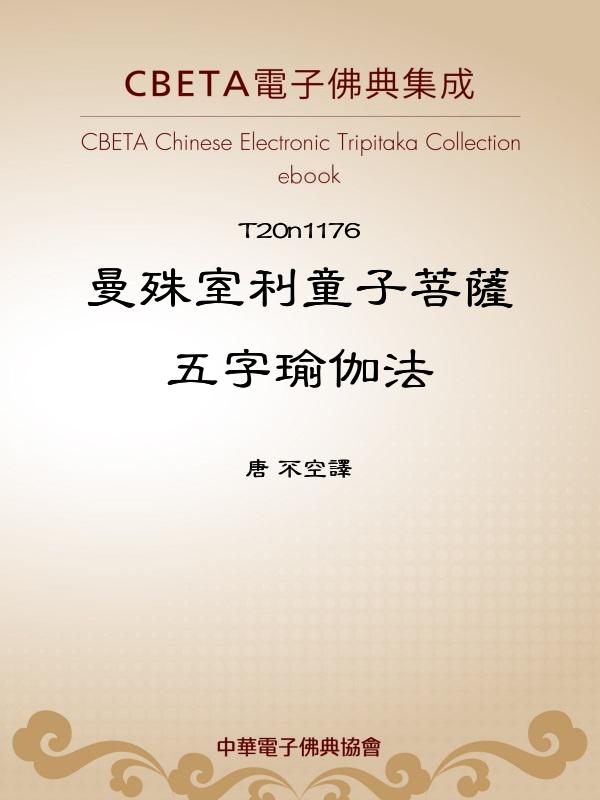 CBETA電子佛典集成
CBETA Chinese Electronic Tripitaka Collection
ebook
T20n1176
曼殊室利童子菩薩
五字瑜伽法
唐 不空譯
中華電子佛典協會